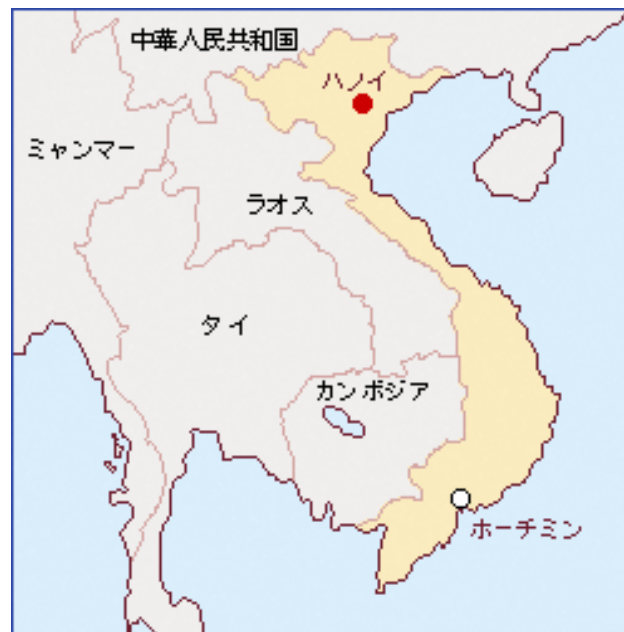 中華人民共和国
ハノイ
ミャンマー
ラオス
タイ
カンボジア
ホーチミン